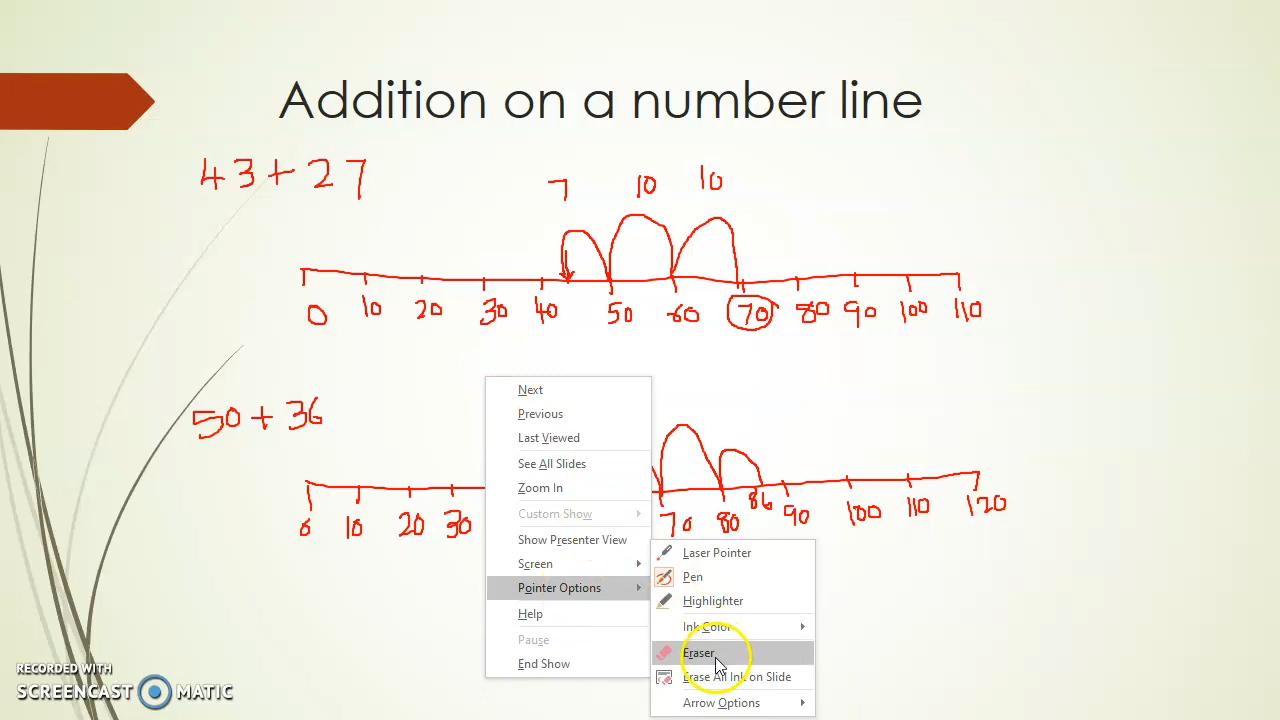 Addition on a number line
43+27
7 10 10
0 10 20 30 40 50 60 70 80 90 100 110
50+36
0 10 20 30 70 80 86 90 100 110 120
Next
Previous
Last Viewed
See All Slides
Zoom In
Custom Show
Show Presenter View
Screen
Pointer Options
Help
Pause
End Show
Laser Pointer
Pen
Highlighter
Ink Color
Eraser
Erase All Ink on Slide
Arrow Options
RECORDED WITH
SCREENCAST MATIC